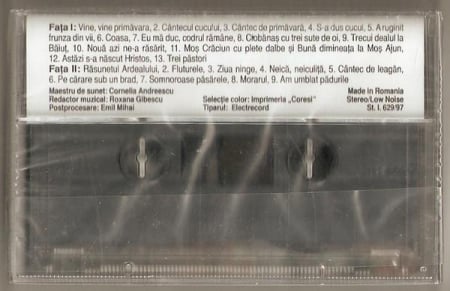 Fața I: Vine, vine primăvara, 2. Cântecul cucului, 3. Cântec de primăvară, 4. S-a dus cucul, 5. A ruginit
frunza din vii, 6. Coasa, 7. Eu mă duc, codrul rămâne, 8. Ciobănaș cu trei sute de oi, 9. Trecui dealul la
Băiuț, 10. Nouă azi ne-a răsărit, 11. Moș Crăciun cu plete dalbe și Bună dimineața la Moș Ajun,
12. Astăzi s-a născut Hristos, 13. Trei păstori
Fața II: Răsunetul Ardealului, 2. Fluturele, 3. Ziua ninge, 4. Neică, neiculiță, 5. Cântec de leagăn,
6. Pe cărare sub un brad, 7. Somnoroase păsărele, 8. Morarul, 9. Am umblat pădurile
Maestru de sunet: Cornelia Andreescu
Redactor muzical: Roxana Gibescu
Postprocesare: Emil Mihai
Selecție color: Imprimeria „Coresi”
Tiparul: Electrecord
Made in Romania
Stereo/Low Noise
St. I. 629/97